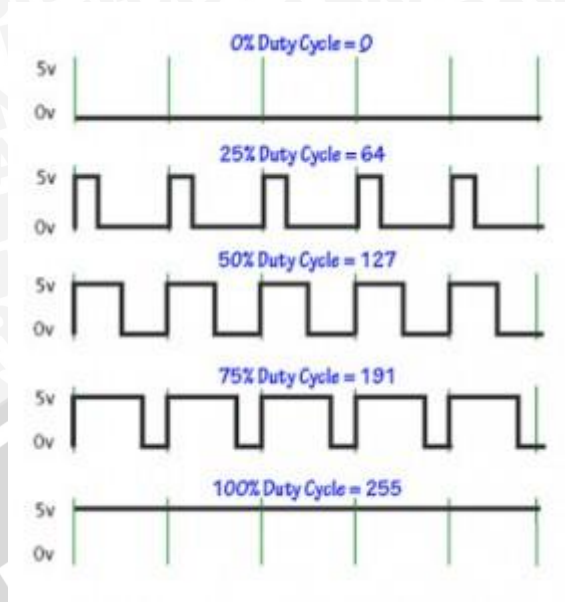 0% Duty Cycle = 0
5v
0v
25% Duty Cycle = 64
5v
0v
50% Duty Cycle = 127
5v
0v
75% Duty Cycle = 191
5v
0v
100% Duty Cycle = 255
5v
0v